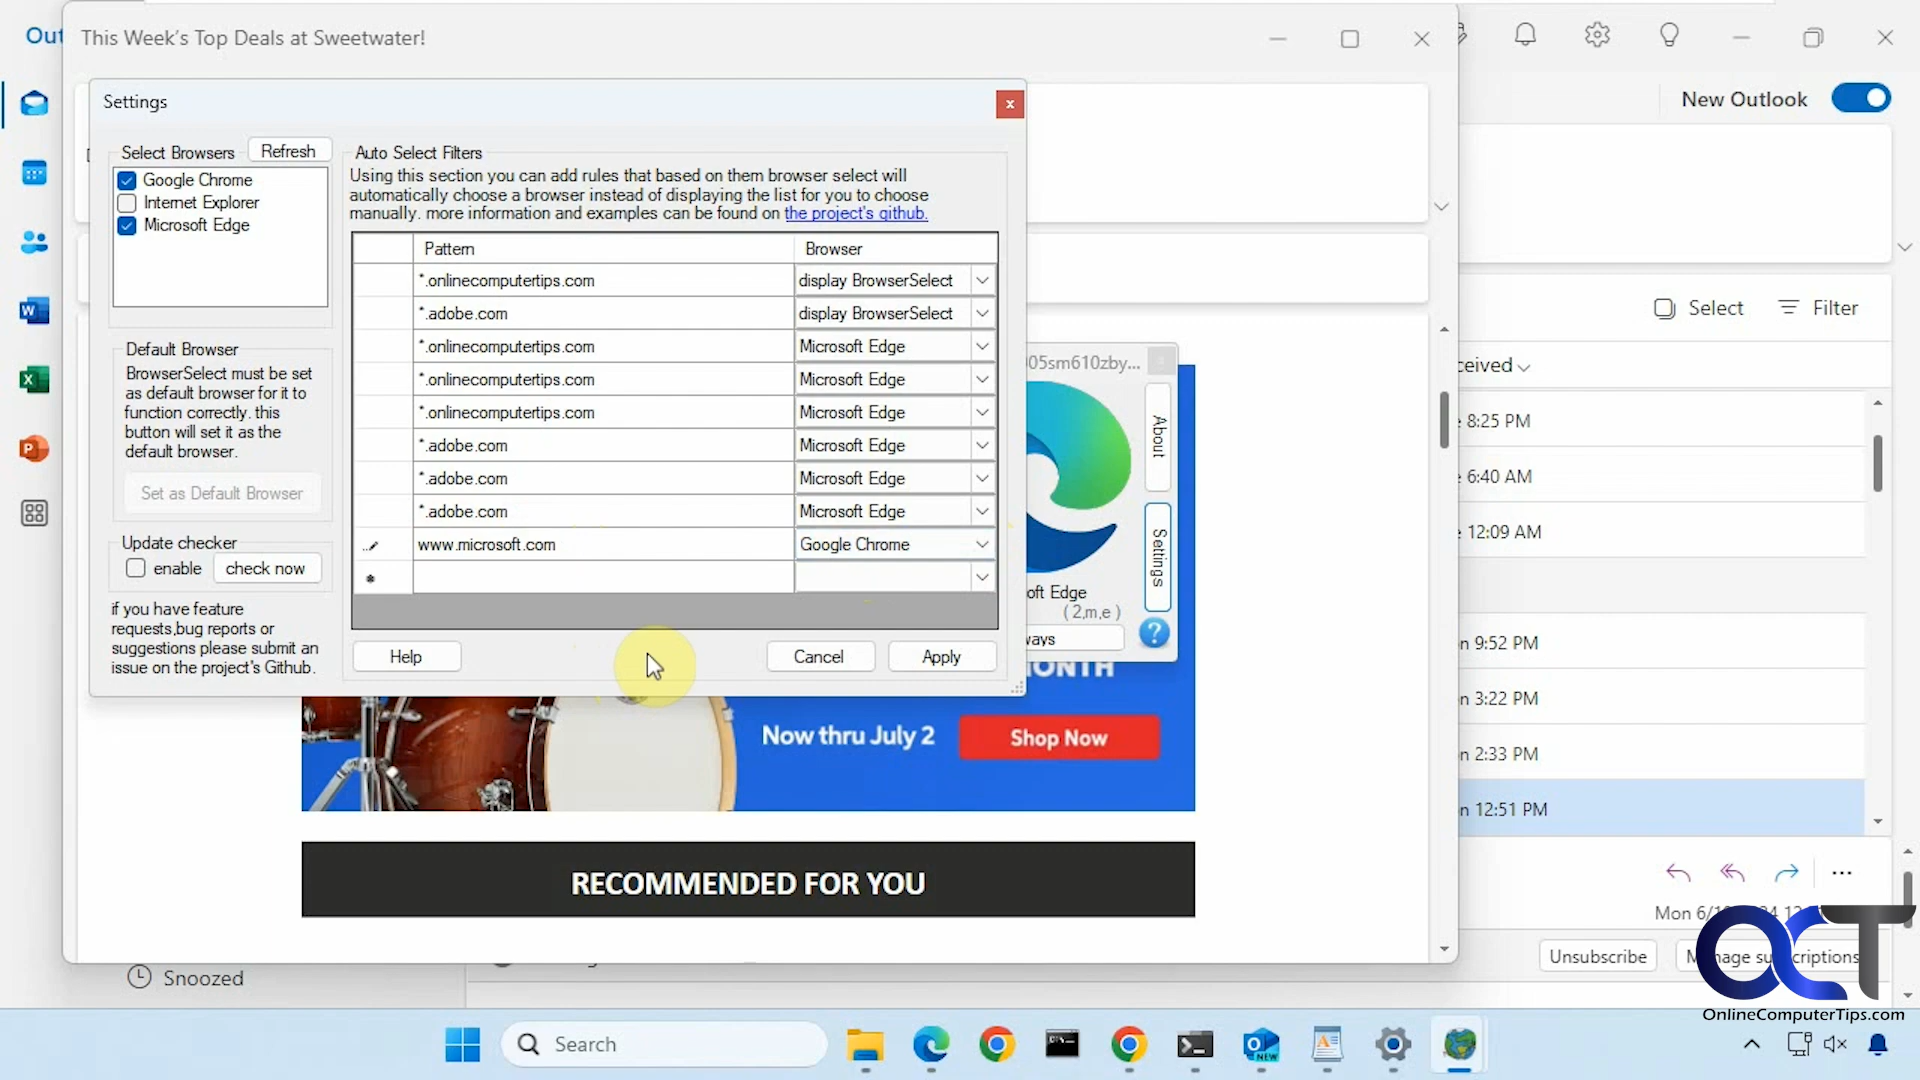 Out
This Week's Top Deals at Sweetwater!
New Outlook
Settings
x
Select Browsers
Refresh
Google Chrome
Internet Explorer
Microsoft Edge
Default Browser
BrowserSelect must be set
as default browser for it to
function correctly. this
button will set it as the
default browser.
Set as Default Browser
Update checker
enable
check now
if you have feature
requests,bug reports or
suggestions please submit an
issue on the project's Github.
Auto Select Filters
Using this section you can add rules that based on them browser select will
automatically choose a browser instead of displaying the list for you to choose
manually. more information and examples can be found on the project's github.
Pattern Browser
*.onlinecomputertips.com display BrowserSelect
*.adobe.com display BrowserSelect
*.onlinecomputertips.com Microsoft Edge
*.onlinecomputertips.com Microsoft Edge
*.onlinecomputertips.com Microsoft Edge
*.adobe.com Microsoft Edge
*.adobe.com Microsoft Edge
*.adobe.com Microsoft Edge
www.microsoft.com Google Chrome
Help
Cancel
Apply
05sm610zby...
About
Settings
oft Edge
( 2,m,e )
ways
?
MONTH
Now thru July 2
Shop Now
RECOMMENDED FOR YOU
Select
Filter
ceived
e 8:25 PM
e 6:40 AM
e 12:09 AM
n 9:52 PM
n 3:22 PM
n 2:33 PM
n 12:51 PM
Mon 6/
Unsubscribe
Snoozed
OCT
OnlineComputerTips.com
Search
NEW